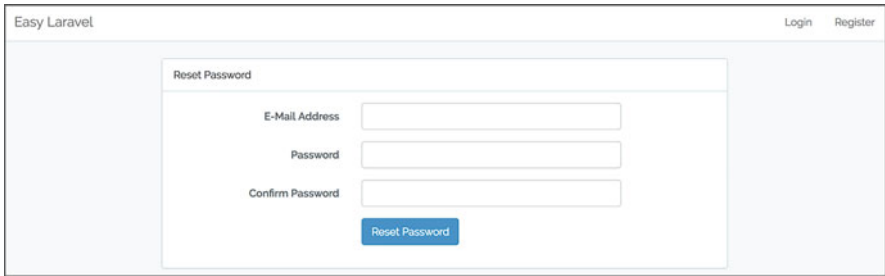 Easy Laravel Login Register
Reset Password
E-Mail Address
Password
Confirm Password
Reset Password